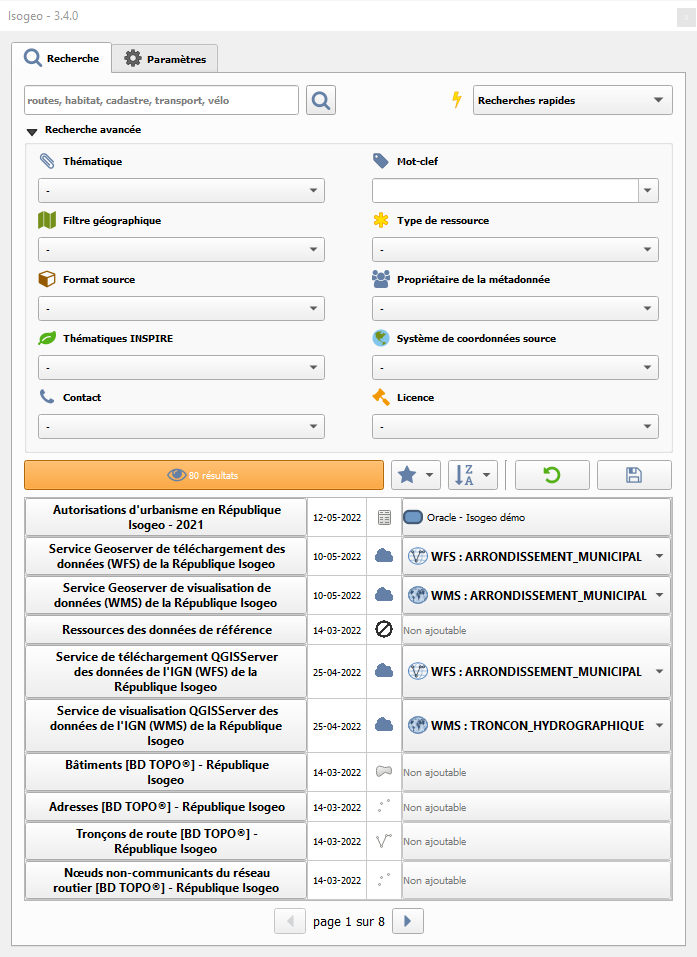 Isogeo - 3.4.0
Recherche
Paramètres
routes, habitat, cadastre, transport, vélo
Recherches rapides
Recherche avancée
Thématique
Mot-clef
-
Filtre géographique
Type de ressource
-
-
Format source
Propriétaire de la métadonnée
-
-
Thématiques INSPIRE
Système de coordonnées source
-
-
Contact
Licence
-
-
80 résultats
Autorisations d'urbanisme en République
Isogeo - 2021
12-05-2022
Oracle - Isogeo démo
Service Geoserver de téléchargement des
données (WFS) de la République Isogeo
10-05-2022
WFS : ARRONDISSEMENT_MUNICIPAL
Service Geoserver de visualisation de
données (WMS) de la République Isogeo
10-05-2022
WMS : ARRONDISSEMENT_MUNICIPAL
Ressources des données de référence
14-03-2022
Non ajoutable
Service de téléchargement QGISServer
des données de l'IGN (WFS) de la
République Isogeo
25-04-2022
WFS : ARRONDISSEMENT_MUNICIPAL
Service de visualisation QGISServer des
données de l'IGN (WMS) de la République
Isogeo
25-04-2022
WMS : TRONCON_HYDROGRAPHIQUE
Bâtiments [BD TOPO®] - République
Isogeo
14-03-2022
Non ajoutable
Adresses [BD TOPO®] - République Isogeo
14-03-2022
Non ajoutable
Tronçons de route [BD TOPO®] -
République Isogeo
14-03-2022
Non ajoutable
Nœuds non-communicants du réseau
routier [BD TOPO®] - République Isogeo
14-03-2022
Non ajoutable
page 1 sur 8